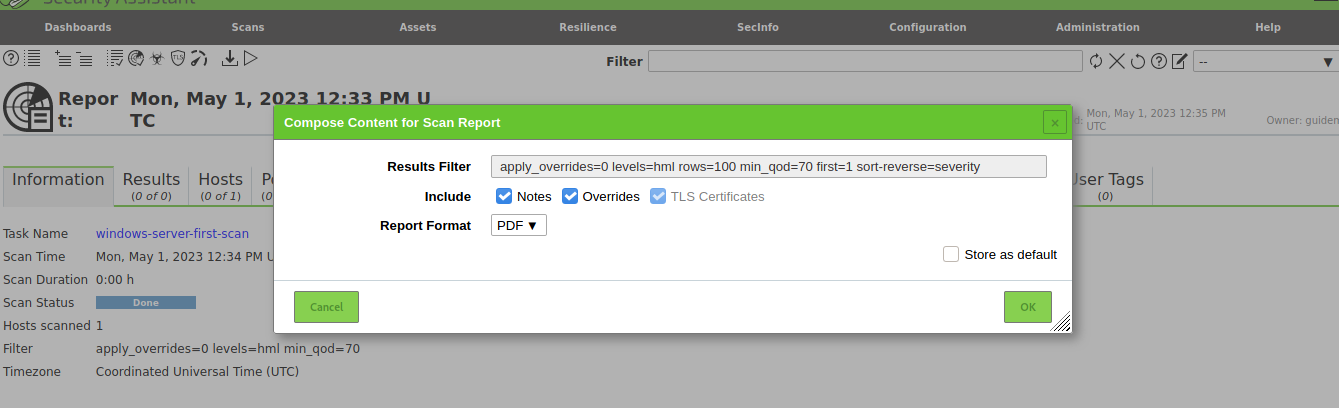 Security Assistant
Dashboards Scans Assets Resilience SecInfo Configuration Administration Help
Filter --
Repor
t:
Mon, May 1, 2023 12:33 PM U
TC
Mon, May 1, 2023 12:35 PM
UTC
Owner:
Compose Content for Scan Report
Results Filter apply_overrides=0 levels=hml rows=100 min_qod=70 first=1 sort-reverse=severity
Include Notes Overrides TLS Certificates
Report Format PDF ▼
Store as default
Cancel OK
Information
Results
(0 of 0)
Hosts
(0 of 1)
User Tags
(0)
Task Name windows-server-first-scan
Scan Time Mon, May 1, 2023 12:34 PM U
Scan Duration 0:00 h
Scan Status Done
Hosts scanned 1
Filter apply_overrides=0 levels=hml min_qod=70
Timezone Coordinated Universal Time (UTC)